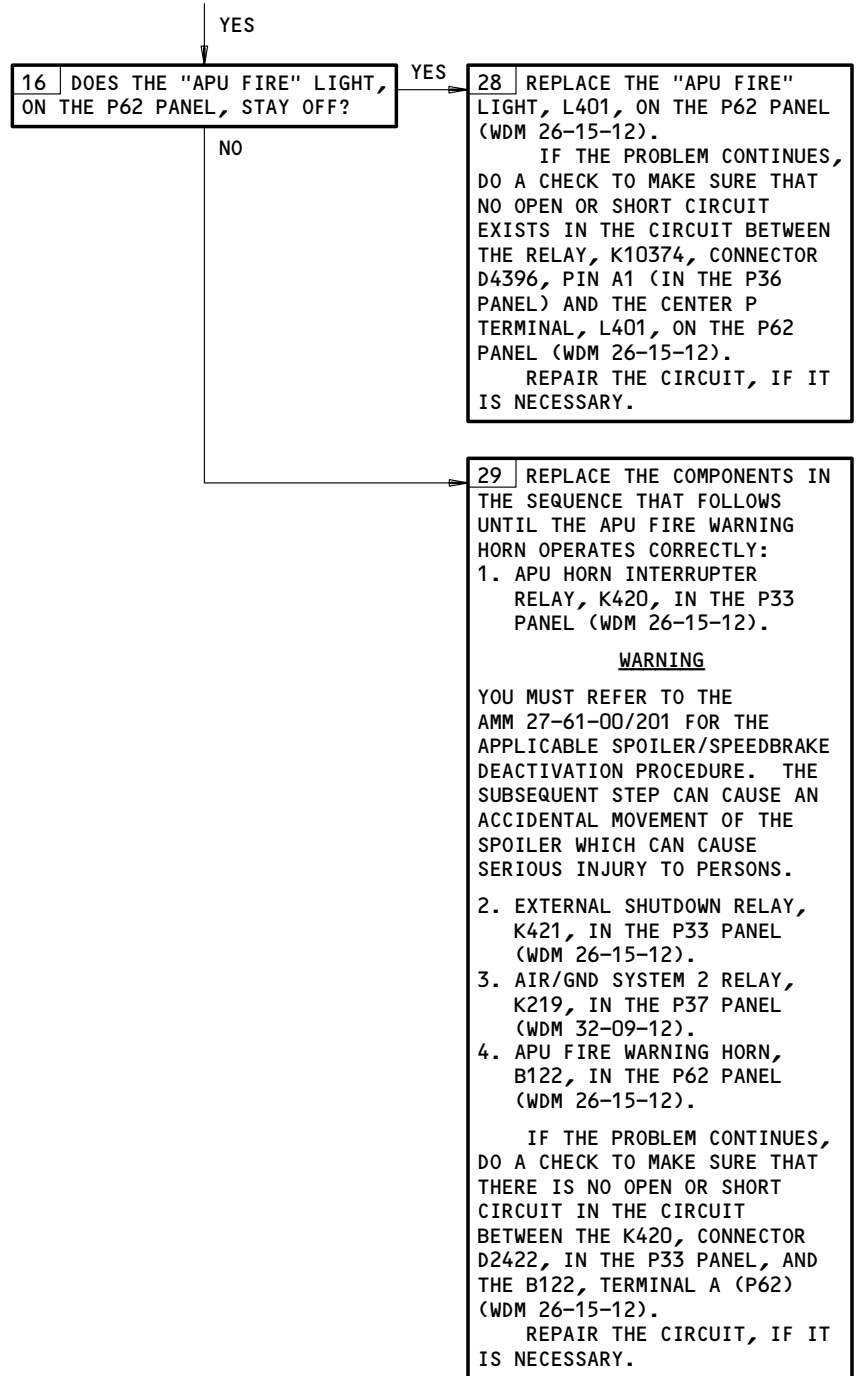 YES
16 DOES THE "APU FIRE" LIGHT,
ON THE P62 PANEL, STAY OFF?
YES
NO
28 REPLACE THE "APU FIRE"
LIGHT, L401, ON THE P62 PANEL
(WDM 26-15-12).
IF THE PROBLEM CONTINUES,
DO A CHECK TO MAKE SURE THAT
NO OPEN OR SHORT CIRCUIT
EXISTS IN THE CIRCUIT BETWEEN
THE RELAY, K10374, CONNECTOR
D4396, PIN A1 (IN THE P36
PANEL) AND THE CENTER P
TERMINAL, L401, ON THE P62
PANEL (WDM 26-15-12).
REPAIR THE CIRCUIT, IF IT
IS NECESSARY.
29 REPLACE THE COMPONENTS IN
THE SEQUENCE THAT FOLLOWS
UNTIL THE APU FIRE WARNING
HORN OPERATES CORRECTLY:
1. APU HORN INTERRUPTER
RELAY, K420, IN THE P33
PANEL (WDM 26-15-12).
WARNING
YOU MUST REFER TO THE
AMM 27-61-00/201 FOR THE
APPLICABLE SPOILER/SPEEDBRAKE
DEACTIVATION PROCEDURE. THE
SUBSEQUENT STEP CAN CAUSE AN
ACCIDENTAL MOVEMENT OF THE
SPOILER WHICH CAN CAUSE
SERIOUS INJURY TO PERSONS.
2. EXTERNAL SHUTDOWN RELAY,
K421, IN THE P33 PANEL
(WDM 26-15-12).
3. AIR/GND SYSTEM 2 RELAY,
K219, IN THE P37 PANEL
(WDM 32-09-12).
4. APU FIRE WARNING HORN,
B122, IN THE P62 PANEL
(WDM 26-15-12).
IF THE PROBLEM CONTINUES,
DO A CHECK TO MAKE SURE THAT
THERE IS NO OPEN OR SHORT
CIRCUIT IN THE CIRCUIT
BETWEEN THE K420, CONNECTOR
D2422, IN THE P33 PANEL, AND
THE B122, TERMINAL A (P62)
(WDM 26-15-12).
REPAIR THE CIRCUIT, IF IT
IS NECESSARY.